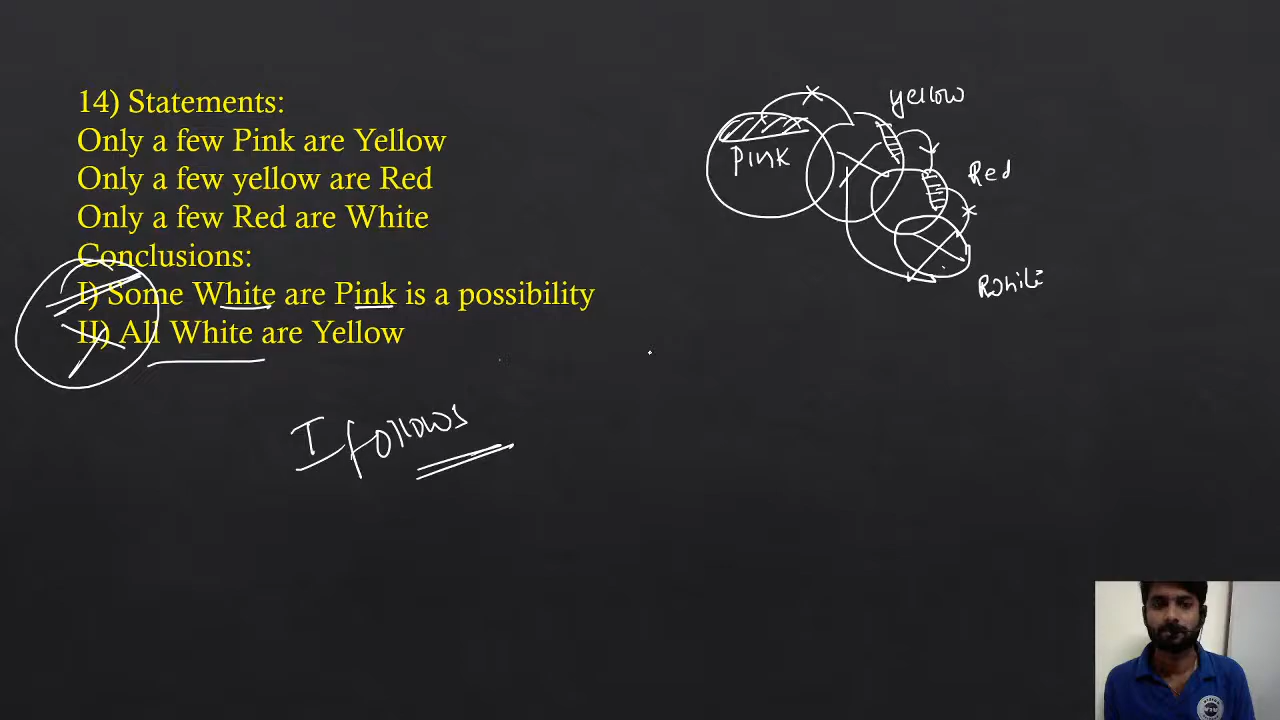 14) Statements:
Only a few Pink are Yellow
Only a few yellow are Red
Only a few Red are White
Conclusions:
I) Some White are Pink is a possibility
II) All White are Yellow
I follows
yellow
Pink
Red